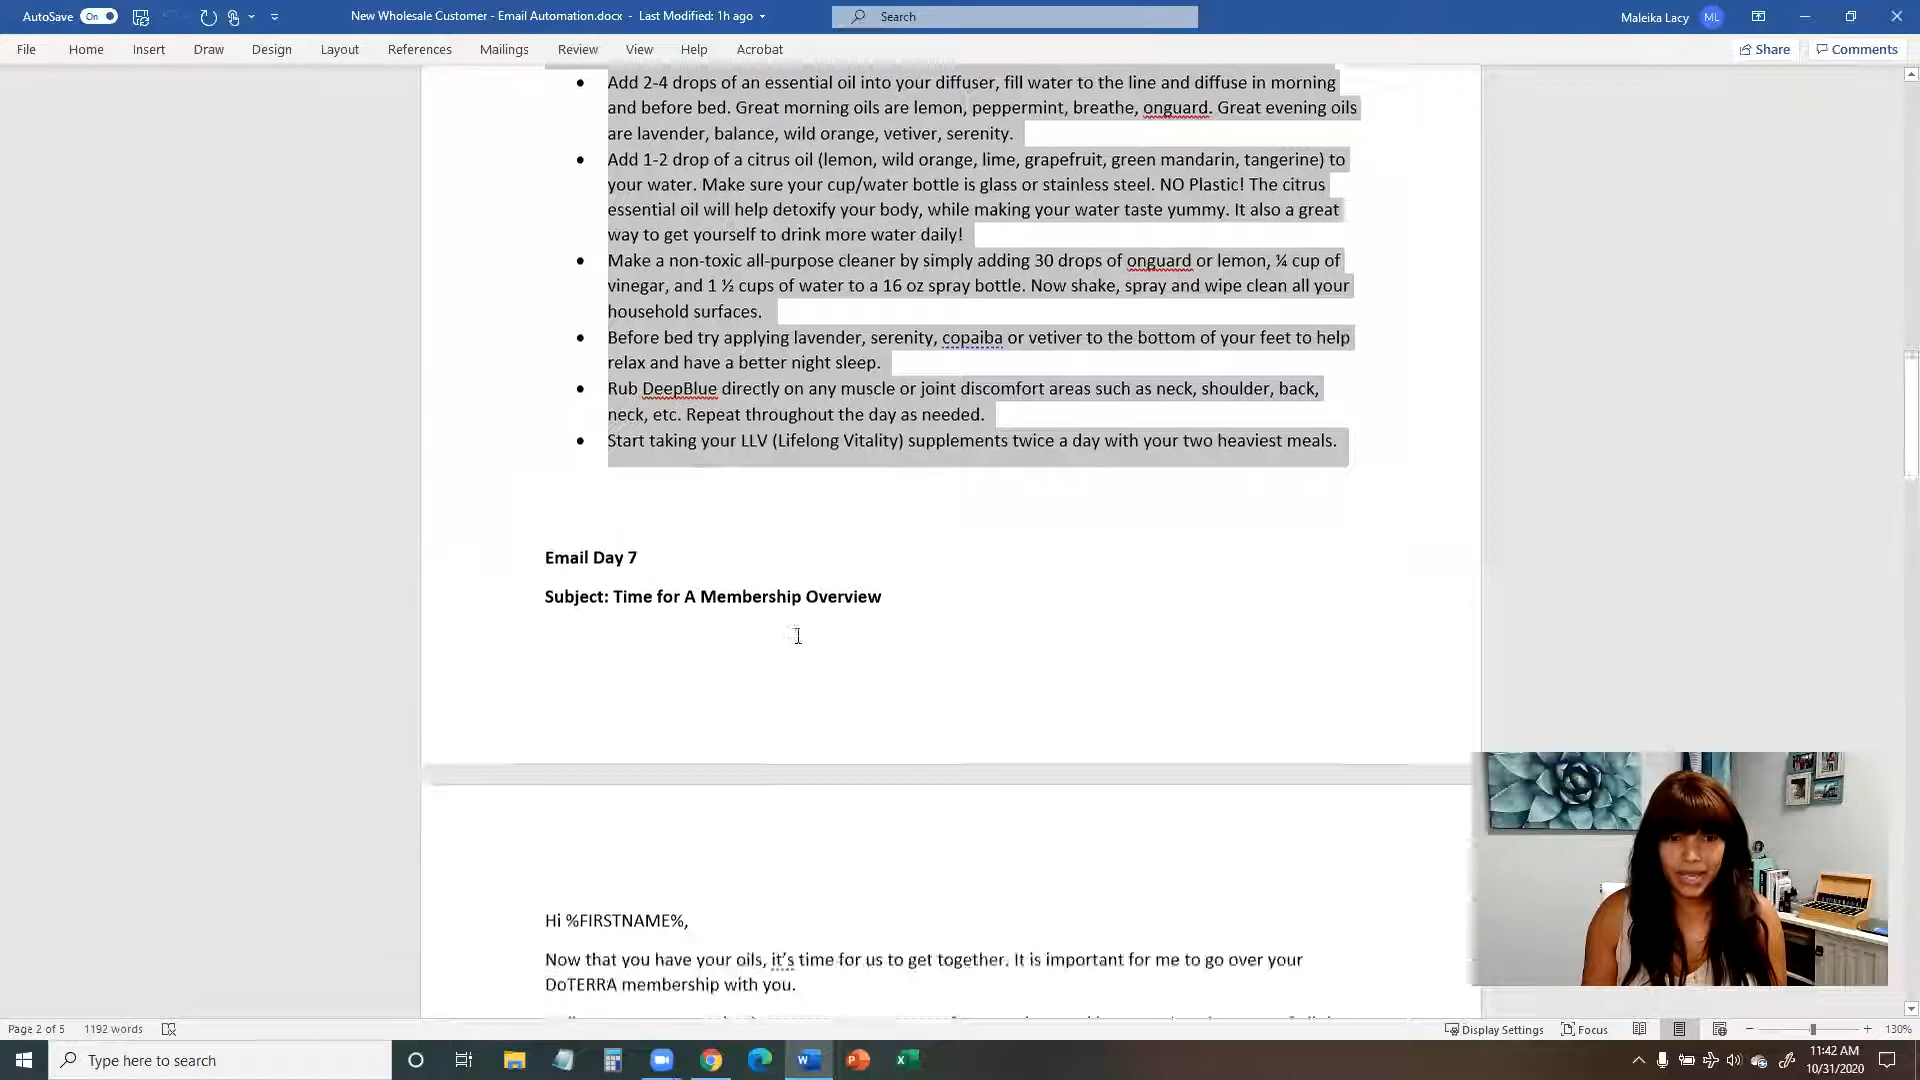 AutoSave On
New Wholesale Customer - Email Automation.docx - Last Modified: 1h ago
Search
Maleika Lacy ML
File Home Insert Draw Design Layout References Mailings Review View Help Acrobat Share Comments
• Add 2-4 drops of an essential oil into your diffuser, fill water to the line and diffuse in morning
and before bed. Great morning oils are lemon, peppermint, breathe, onguard. Great evening oils
are lavender, balance, wild orange, vetiver, serenity.
• Add 1-2 drop of a citrus oil (lemon, wild orange, lime, grapefruit, green mandarin, tangerine) to
your water. Make sure your cup/water bottle is glass or stainless steel. NO Plastic! The citrus
essential oil will help detoxify your body, while making your water taste yummy. It also a great
way to get yourself to drink more water daily!
• Make a non-toxic all-purpose cleaner by simply adding 30 drops of onguard or lemon, ¼ cup of
vinegar, and 1 ½ cups of water to a 16 oz spray bottle. Now shake, spray and wipe clean all your
household surfaces.
• Before bed try applying lavender, serenity, copaiba or vetiver to the bottom of your feet to help
relax and have a better night sleep.
• Rub DeepBlue directly on any muscle or joint discomfort areas such as neck, shoulder, back,
neck, etc. Repeat throughout the day as needed.
• Start taking your LLV (Lifelong Vitality) supplements twice a day with your two heaviest meals.
Email Day 7
Subject: Time for A Membership Overview
Hi %FIRSTNAME%,
Now that you have your oils, it's time for us to get together. It is important for me to go over your
DoTERRA membership with you.
Page 2 of 5 1192 words
Display Settings Focus 130%
Type here to search
11:42 AM
10/31/2020